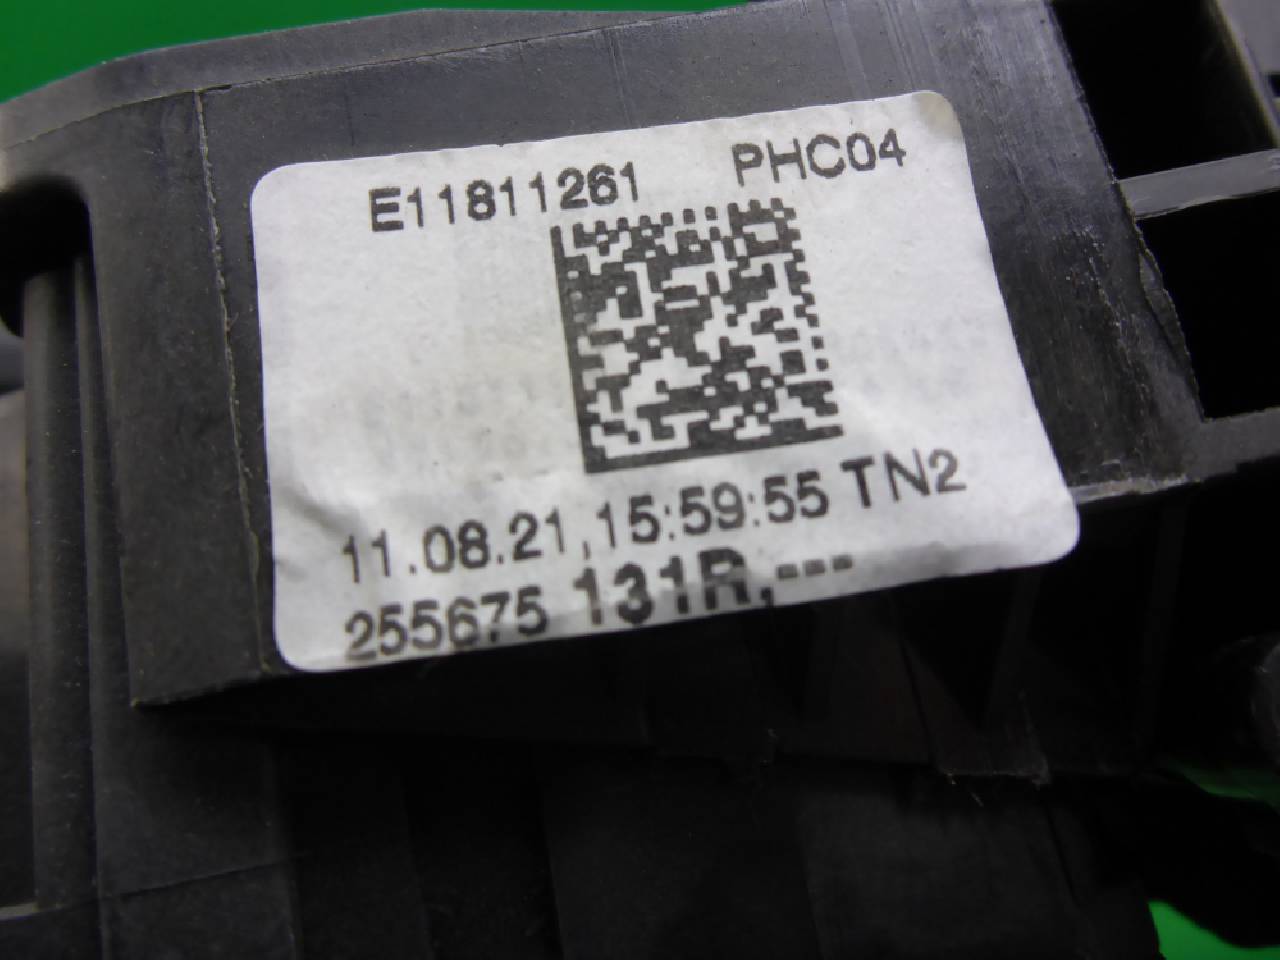 E11811261 PHC04
11.08.21,15:59:55 TN2
255675 131R,---